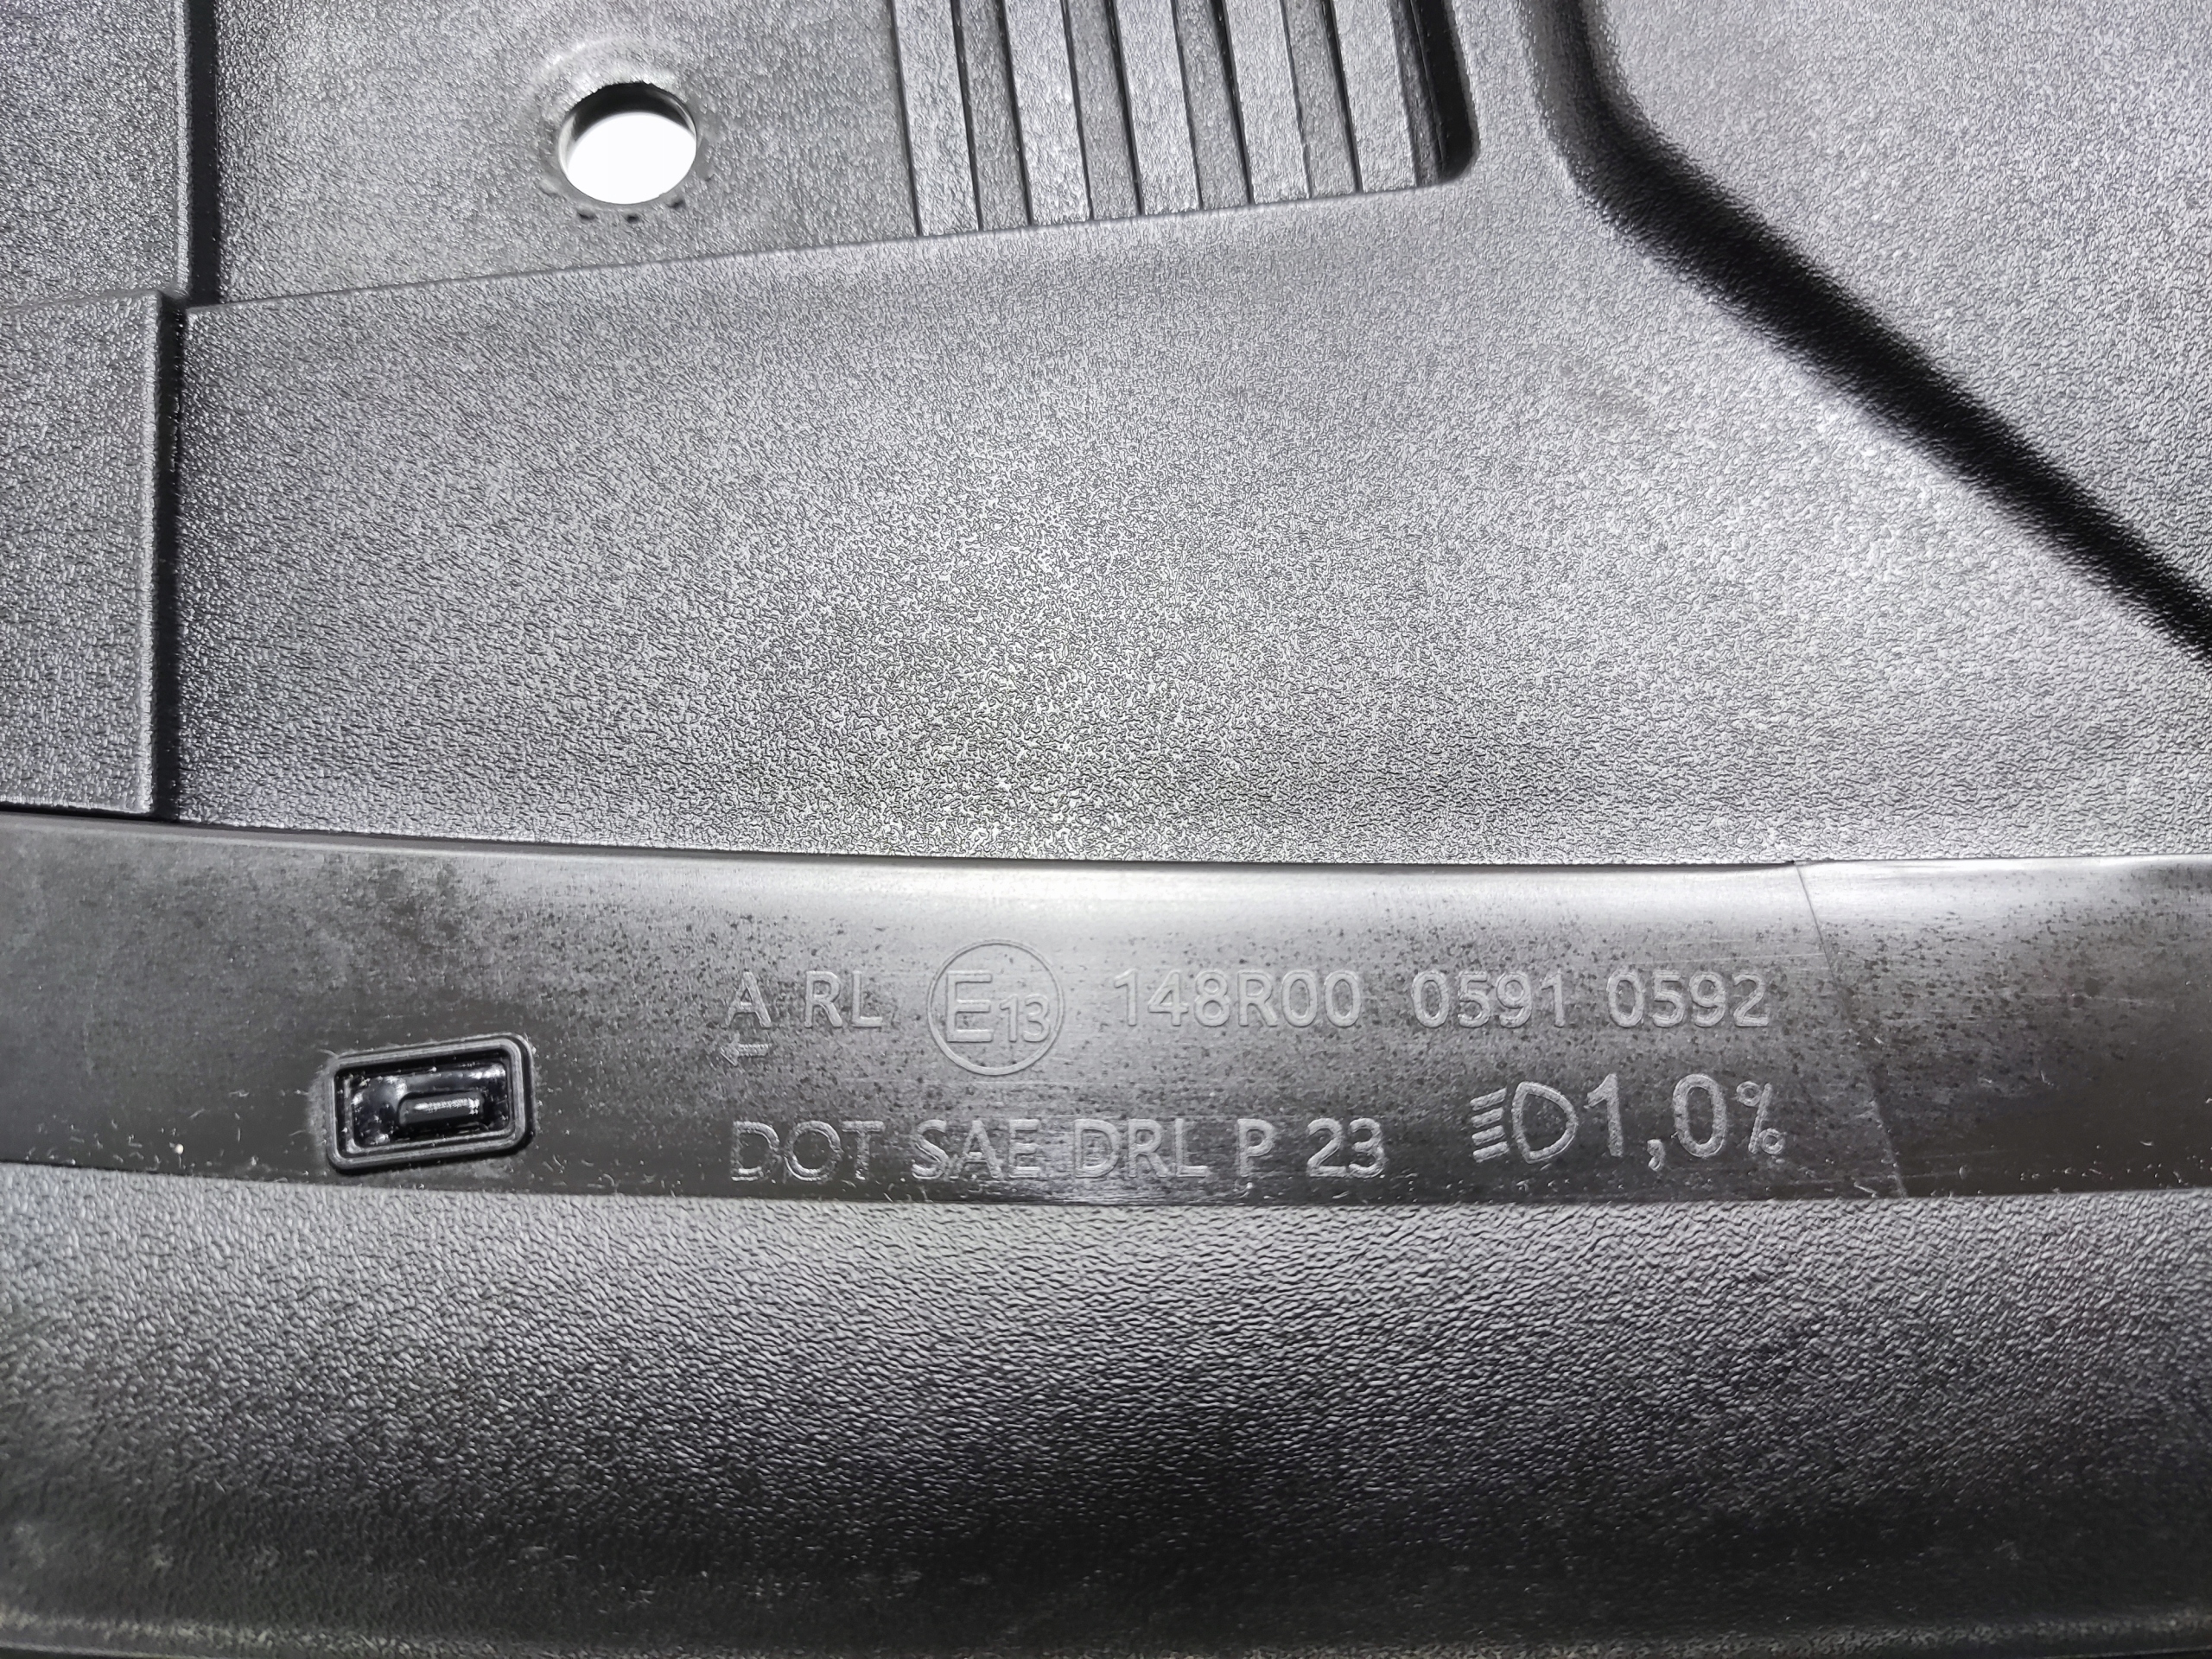 A RL E13 148R00 0591 0592
←
DOT SAE DRL P 23 1,0%